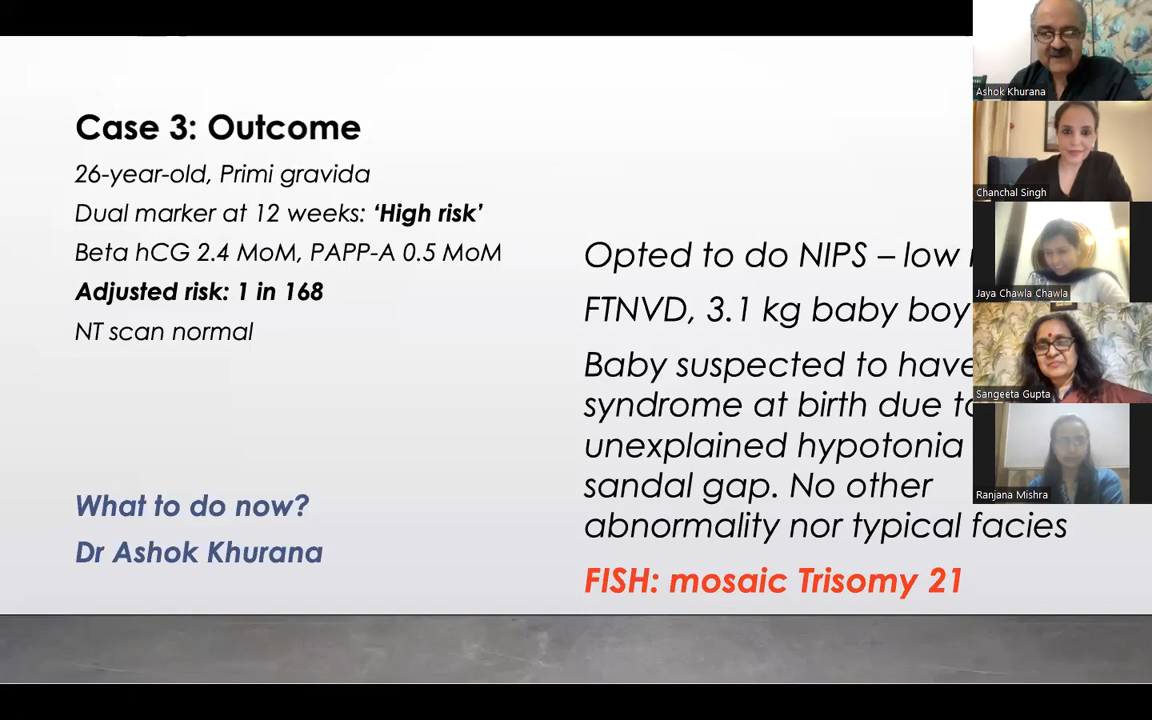 Case 3: Outcome
26-year-old, Primi gravida
Dual marker at 12 weeks: ‘High risk’
Beta hCG 2.4 MoM, PAPP-A 0.5 MoM
Adjusted risk: 1 in 168
NT scan normal
What to do now?
Dr Ashok Khurana
Opted to do NIPS – low
FTNVD, 3.1 kg baby boy
Baby suspected to have
syndrome at birth due to
unexplained hypotonia
sandal gap. No other
abnormality nor typical facies
FISH: mosaic Trisomy 21
Ashok Khurana
Chanchal Singh
Jaya Chawla Chawla
Sangeeta Gupta
Ranjana Mishra